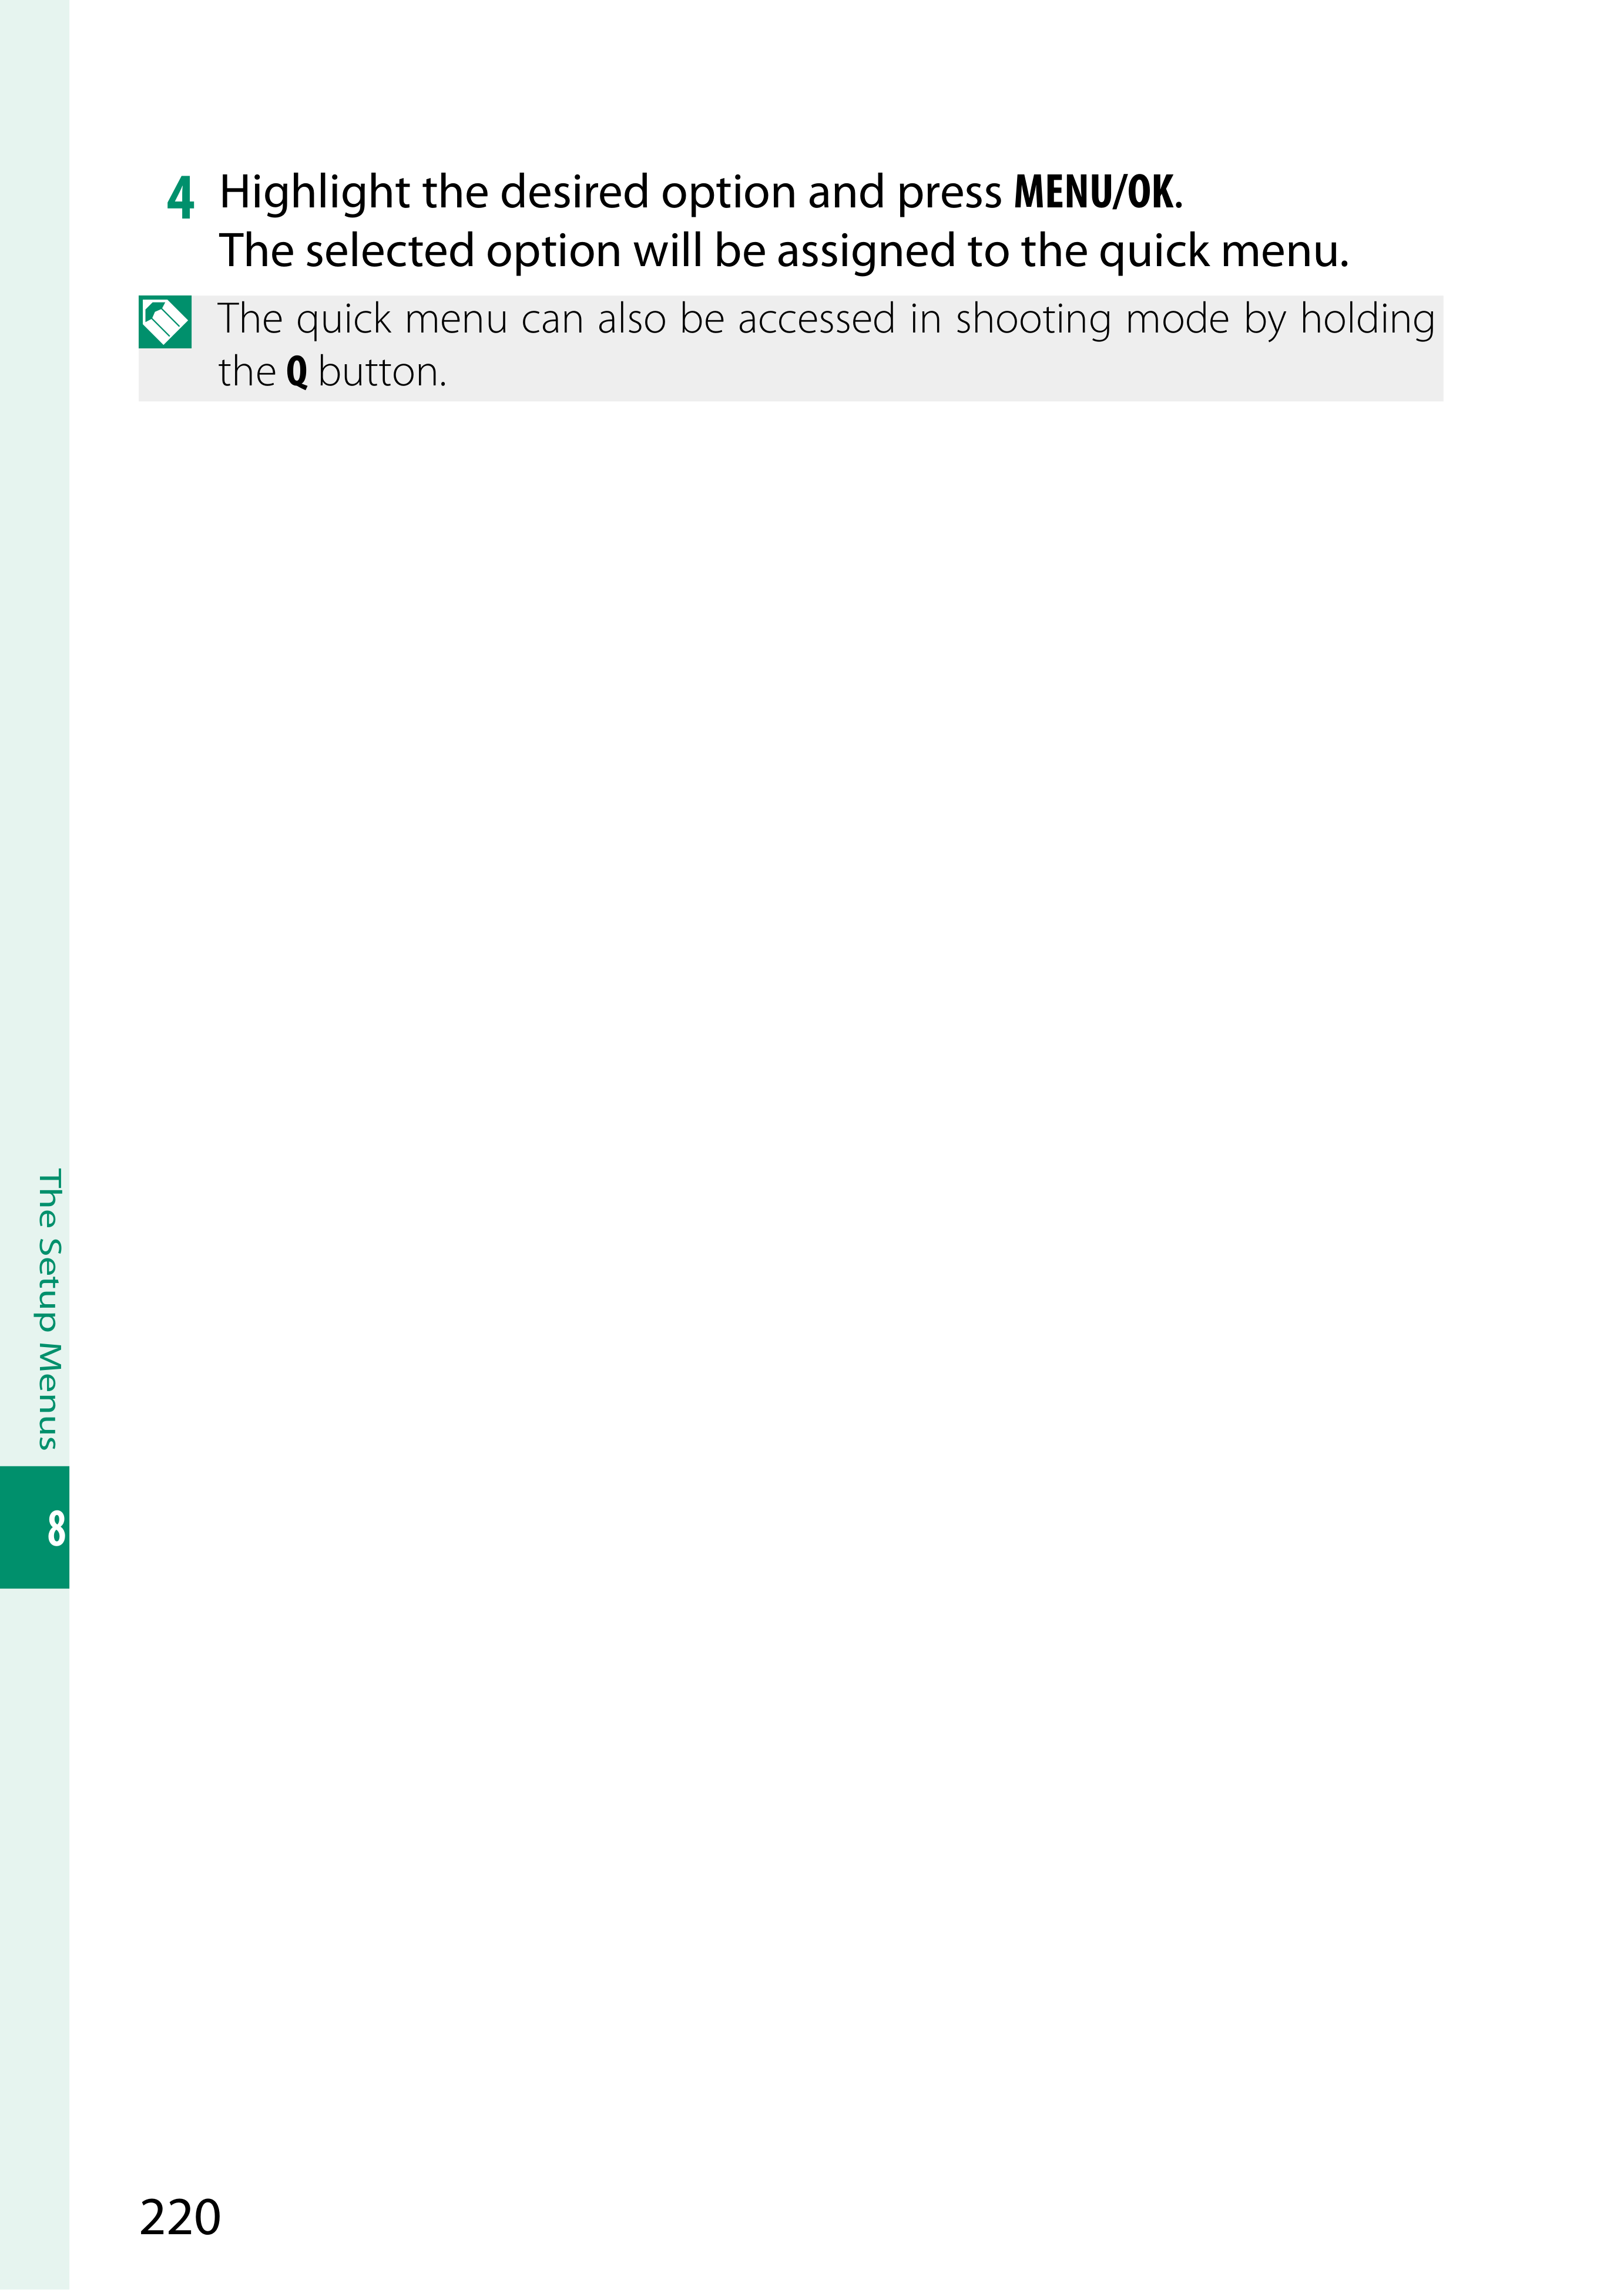 4 Highlight the desired option and press MENU/OK.
The selected option will be assigned to the quick menu.
The quick menu can also be accessed in shooting mode by holding
the Q button.
The Setup Menus
8
220